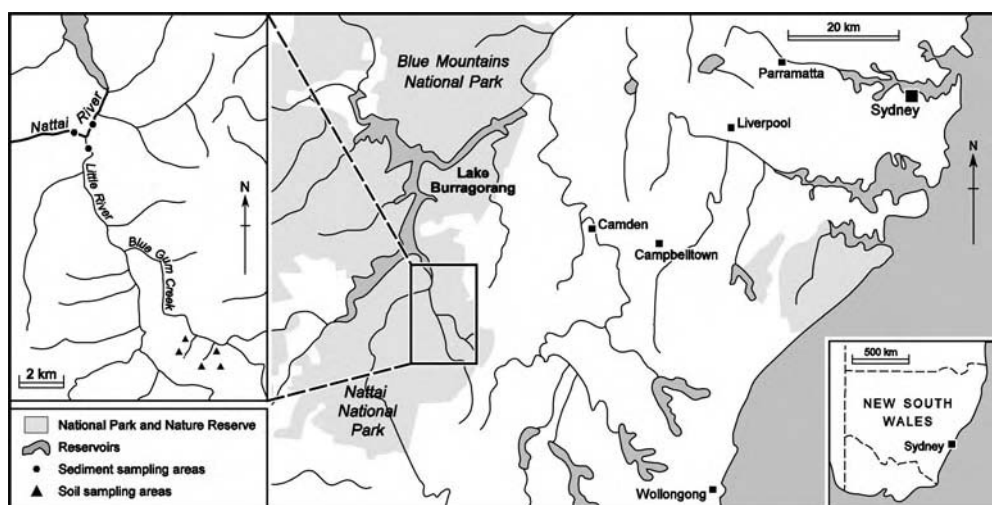 Nattai River
Little River
Blue Gum Creek
N
2 km
National Park and Nature Reserve
Reservoirs
Sediment sampling areas
Soil sampling areas
Blue Mountains
National Park
Lake
Burragorang
Nattai
National
Park
20 km
Parramatta
Sydney
Liverpool
N
Camden
Campbelltown
Wollongong
500 km
NEW SOUTH
WALES
Sydney